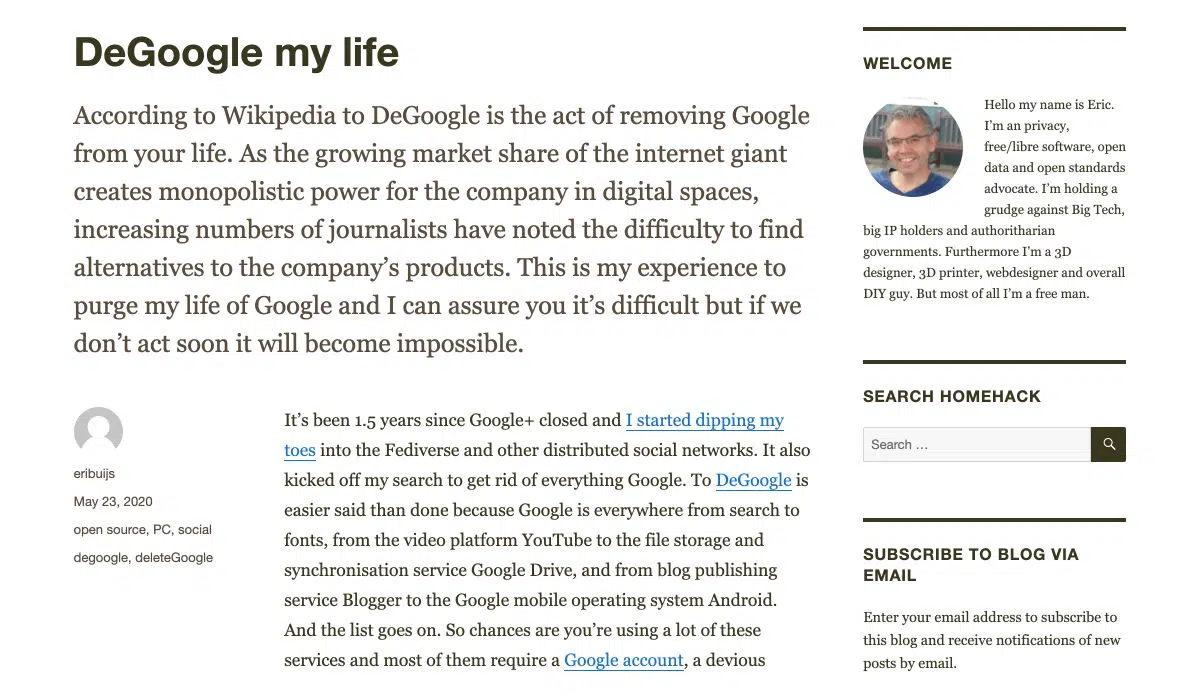 DeGoogle my life
According to Wikipedia to DeGoogle is the act of removing Google
from your life. As the growing market share of the internet giant
creates monopolistic power for the company in digital spaces,
increasing numbers of journalists have noted the difficulty to find
alternatives to the company’s products. This is my experience to
purge my life of Google and I can assure you it’s difficult but if we
don’t act soon it will become impossible.
eribuijs
May 23, 2020
open source, PC, social
degoogle, deleteGoogle
It’s been 1.5 years since Google+ closed and I started dipping my
toes into the Fediverse and other distributed social networks. It also
kicked off my search to get rid of everything Google. To DeGoogle is
easier said than done because Google is everywhere from search to
fonts, from the video platform YouTube to the file storage and
synchronisation service Google Drive, and from blog publishing
service Blogger to the Google mobile operating system Android.
And the list goes on. So chances are you’re using a lot of these
services and most of them require a Google account, a devious
WELCOME
Hello my name is Eric.
I’m an privacy,
free/libre software, open
data and open standards
advocate. I’m holding a
grudge against Big Tech,
big IP holders and authoritharian
governments. Furthermore I’m a 3D
designer, 3D printer, webdesigner and overall
DIY guy. But most of all I’m a free man.
SEARCH HOMEHACK
Search …
SUBSCRIBE TO BLOG VIA
EMAIL
Enter your email address to subscribe to
this blog and receive notifications of new
posts by email.